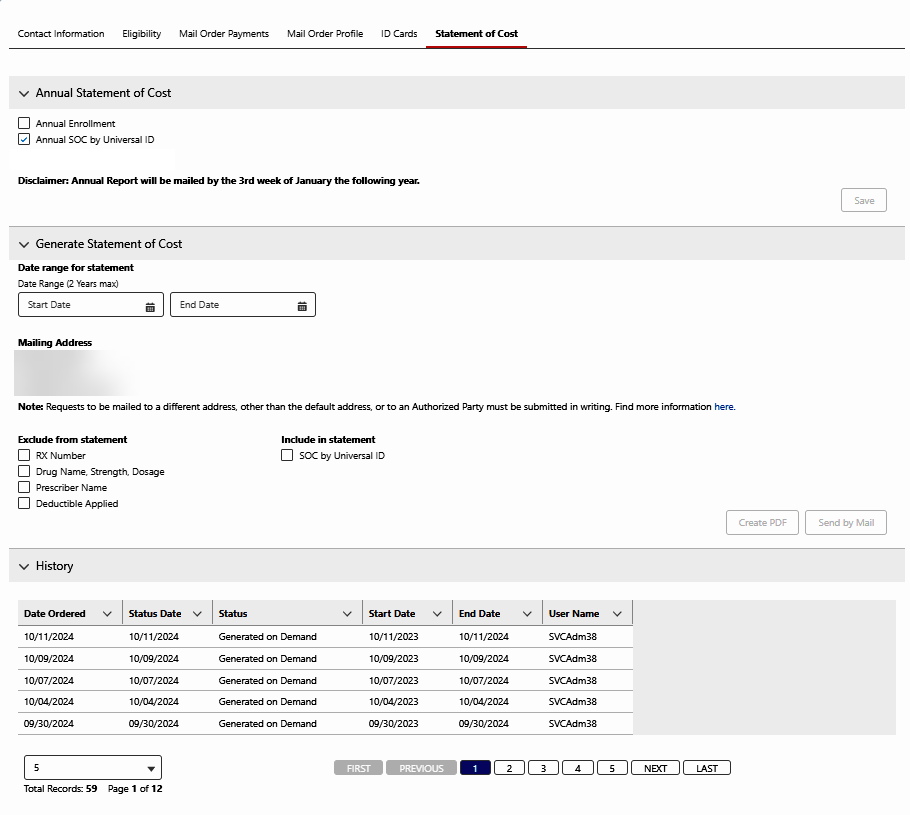 Contact Information Eligibility Mail Order Payments Mail Order Profile ID Cards Statement of Cost
Annual Statement of Cost
Annual Enrollment
Annual SOC by Universal ID
Disclaimer: Annual Report will be mailed by the 3rd week of January the following year.
Save
Generate Statement of Cost
Date range for statement
Date Range (2 Years max)
Start Date End Date
Mailing Address
Note: Requests to be mailed to a different address, other than the default address, or to an Authorized Party must be submitted in writing. Find more information here.
Exclude from statement Include in statement
RX Number SOC by Universal ID
Drug Name, Strength, Dosage
Prescriber Name
Deductible Applied
Create PDF Send by Mail
History
Date Ordered Status Date Status Start Date End Date User Name
10/11/2024 10/11/2024 Generated on Demand 10/11/2023 10/11/2024 SVCAdm38
10/09/2024 10/09/2024 Generated on Demand 10/09/2023 10/09/2024 SVCAdm38
10/07/2024 10/07/2024 Generated on Demand 10/07/2023 10/07/2024 SVCAdm38
10/04/2024 10/04/2024 Generated on Demand 10/04/2023 10/04/2024 SVCAdm38
09/30/2024 09/30/2024 Generated on Demand 09/30/2023 09/30/2024 SVCAdm38
5 FIRST PREVIOUS 1 2 3 4 5 NEXT LAST
Total Records: 59 Page 1 of 12